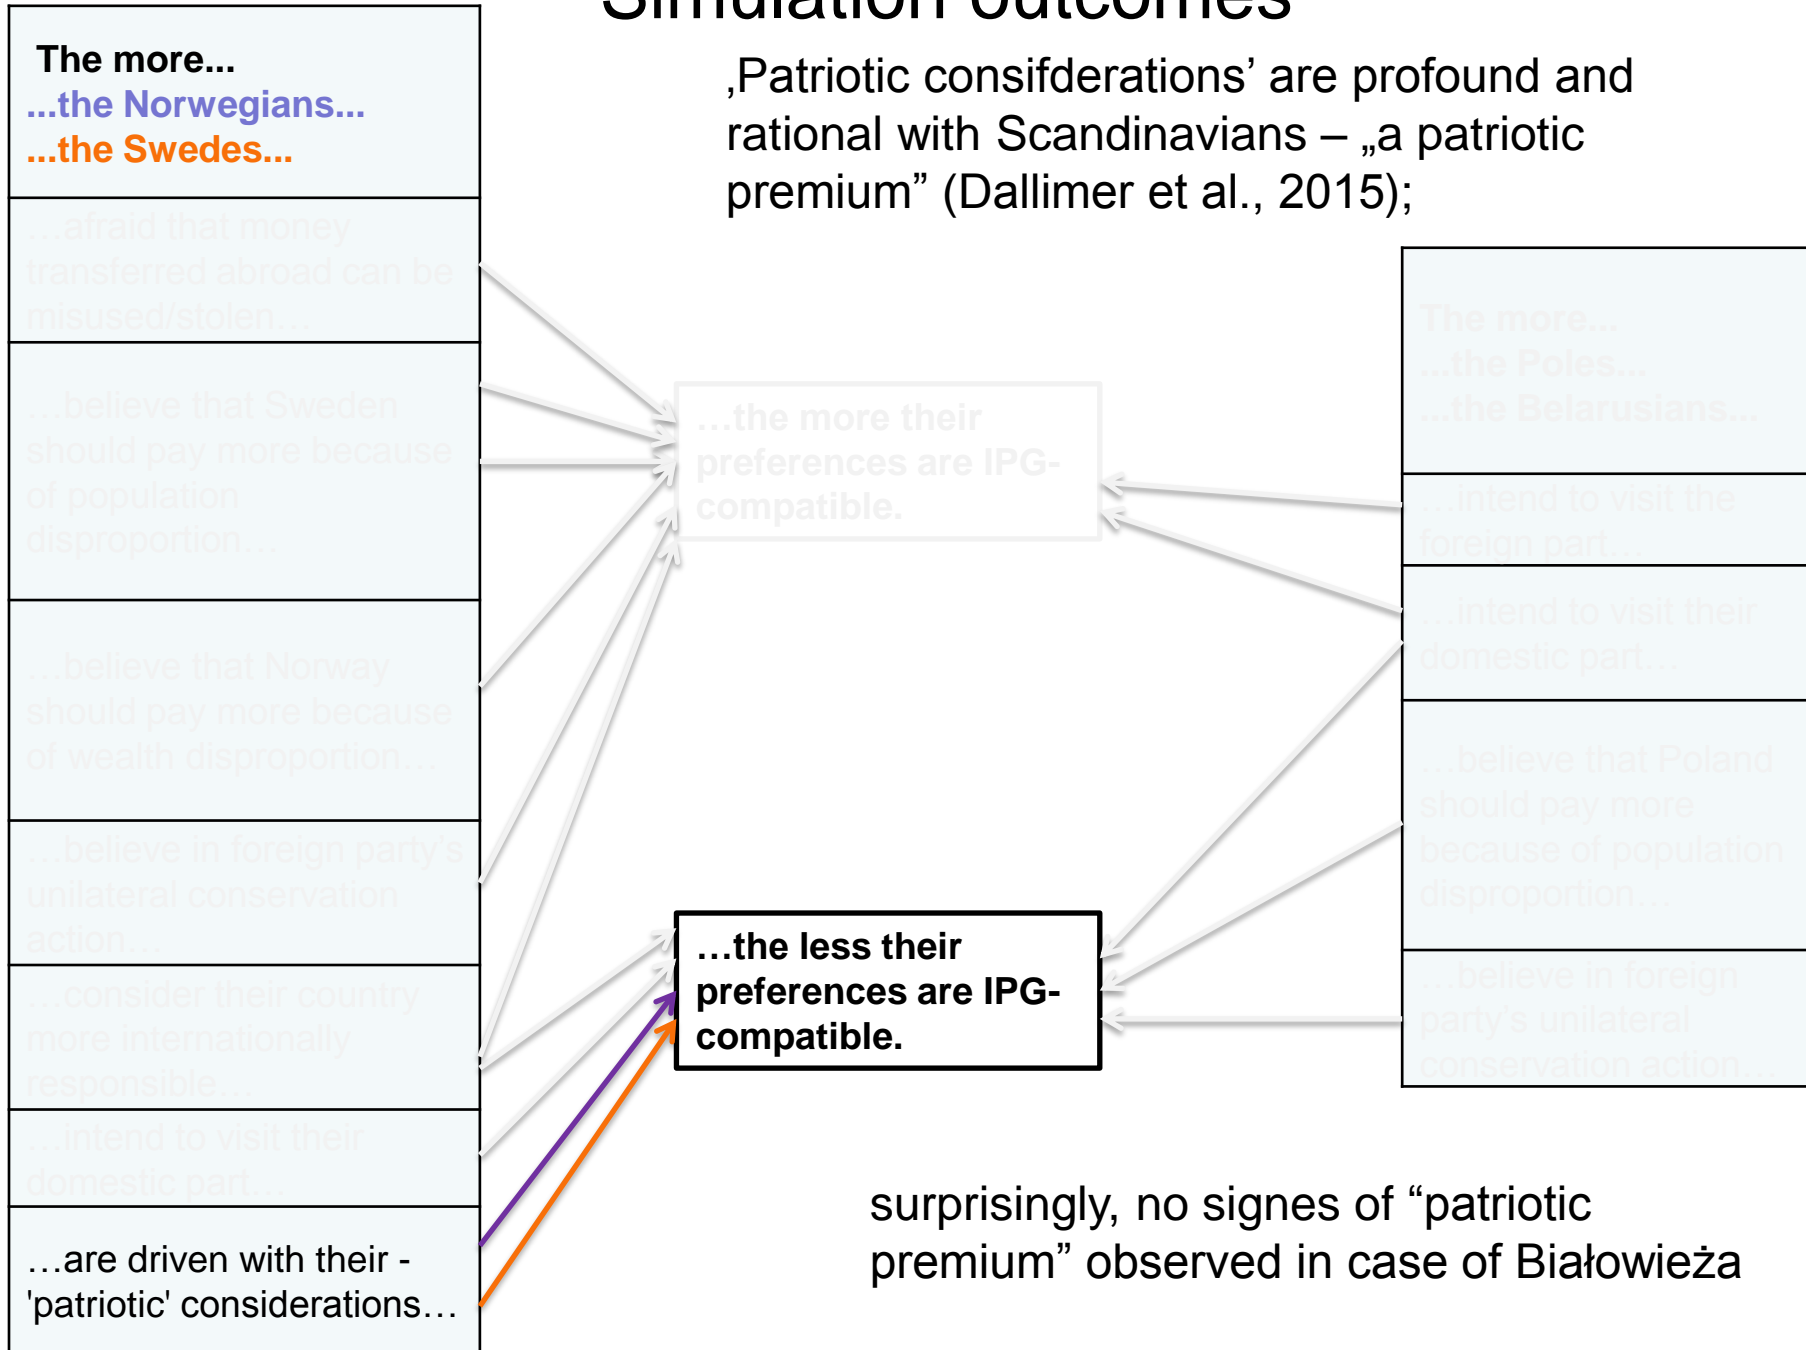 Simulation outcomes
The more...
...the Norwegians...
...the Swedes...
‚Patriotic consifderations’ are profound and
rational with Scandinavians – „a patriotic
premium” (Dallimer et al., 2015);
…afraid that money
transferred abroad can be
misused/stolen…
…believe that Sweden
should pay more because
of population
disproportion…
…believe that Norway
should pay more because
of wealth disproportion…
…believe in foreign party’s
unilateral conservation
action…
…consider their country
more internationally
responsible…
…intend to visit their
domestic part…
…are driven with their -
'patriotic' considerations…
…the more their
preferences are IPG-
compatible.
…the less their
preferences are IPG-
compatible.
The more...
...the Poles...
...the Belarusians...
…intend to visit the
foreign part…
…intend to visit their
domestic part…
…believe that Poland
should pay more
because of population
disproportion…
…believe in foreign
party’s unilateral
conservation action…
surprisingly, no signes of “patriotic
premium” observed in case of Białowieża